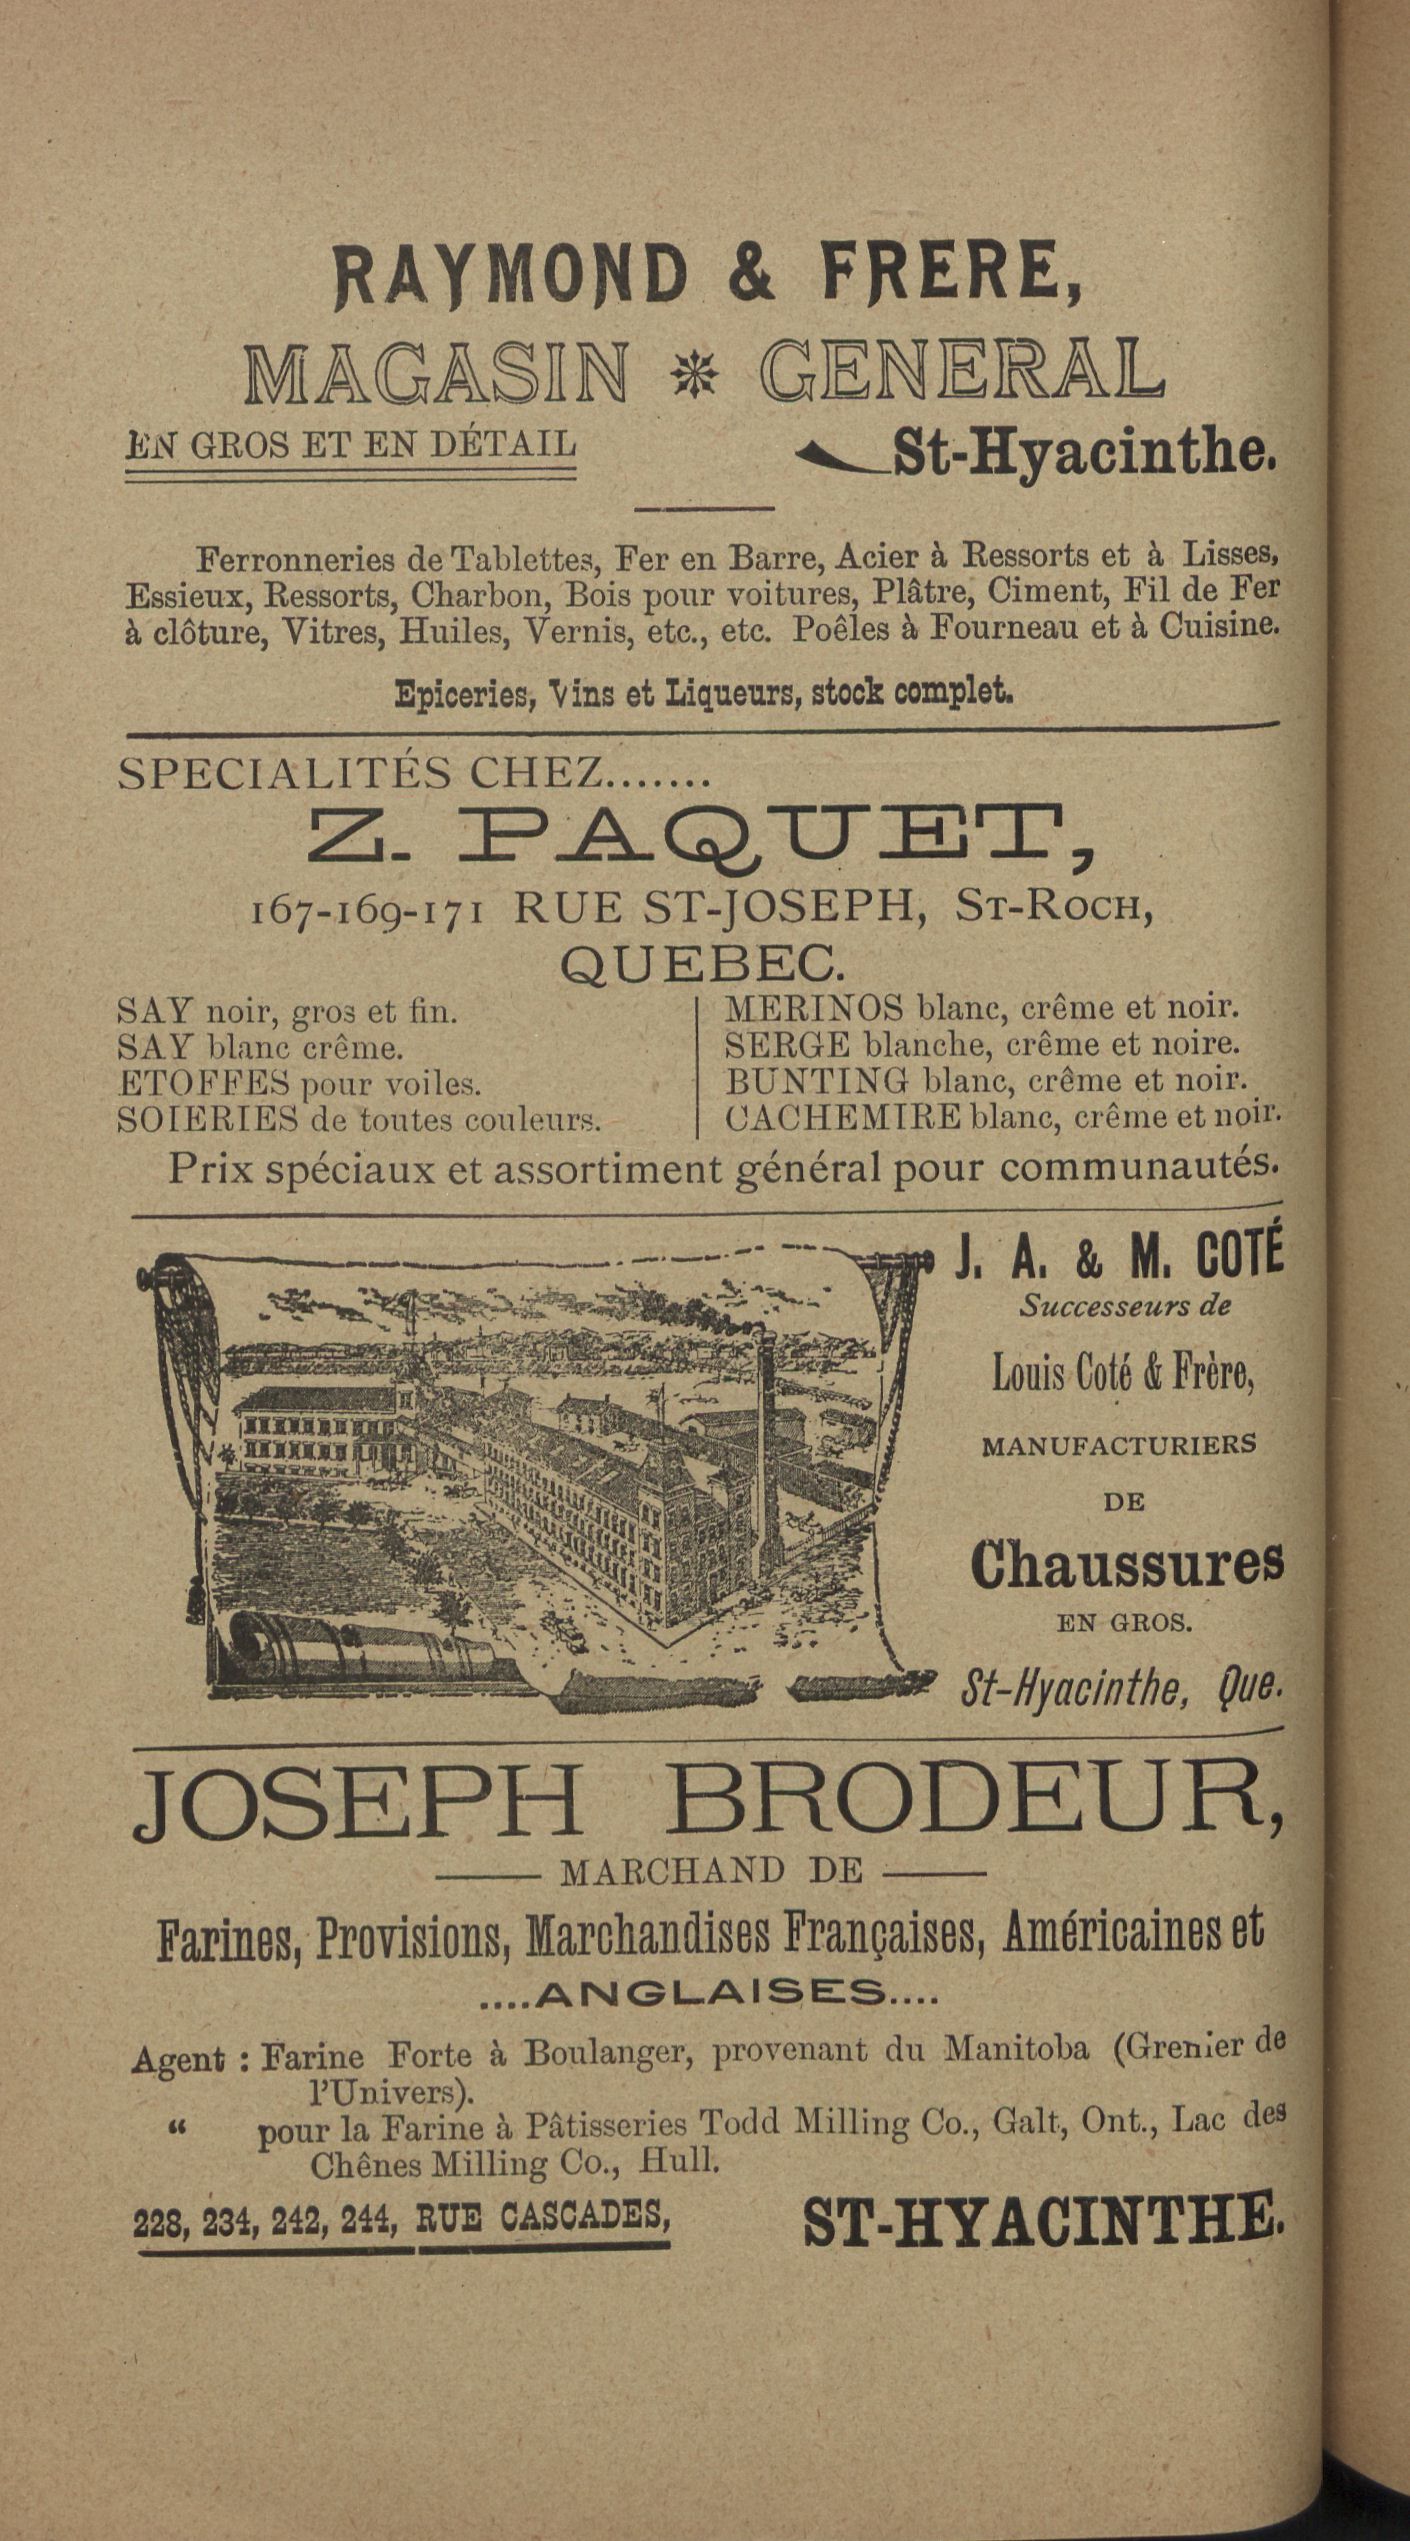 RAYMOND & FRERE,
MAGASIN * GENERAL
EN GROS ET EN DÉTAIL
St-Hyacinthe.
Ferronneries de Tablettes, Fer en Barre, Acier à Ressorts et à Lisses,
Essieux, Ressorts, Charbon, Bois pour voitures, Plâtre, Ciment, Fil de Fer
à clôture, Vitres, Huiles, Vernis, etc., etc. Poêles à Fourneau et à Cuisine.
Epiceries, Vins et Liqueurs, stock complet.
SPECIALITÉS CHEZ.......
Z. PAQUET,
167-169-171 RUE ST-JOSEPH, ST-ROCH,
QUEBEC.
SAY noir, gros et fin.
SAY blanc crême.
ETOFFES pour voiles.
SOIERIES de toutes couleurs.
MERINOS blanc, crême et noir.
SERGE blanche, crême et noire.
BUNTING blanc, crême et noir.
CACHEMIRE blanc, crême et noir.
Prix spéciaux et assortiment général pour communautés.
J. A. & M. COTÉ
Successeurs de
Louis Coté & Frère,
MANUFACTURIERS
DE
Chaussures
EN GROS.
St-Hyacinthe, Que.
JOSEPH BRODEUR,
MARCHAND DE
Farines, Provisions, Marchandises Françaises, Américaines et
....ANGLAISES....
Agent : Farine Forte à Boulanger, provenant du Manitoba (Grenier de
l'Univers).
“ pour la Farine à Pâtisseries Todd Milling Co., Galt, Ont., Lac des
Chênes Milling Co., Hull.
228, 234, 242, 244, RUE CASCADES,
ST-HYACINTHE.